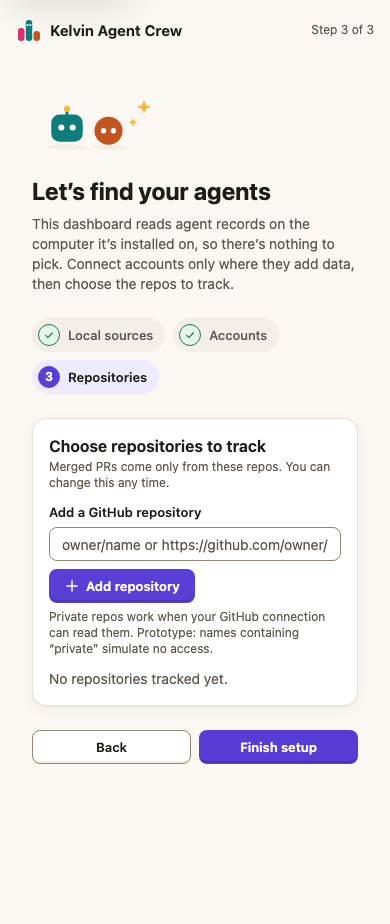 Kelvin Agent Crew
Step 3 of 3
Let’s find your agents
This dashboard reads agent records on the
computer it’s installed on, so there’s nothing to
pick. Connect accounts only where they add data,
then choose the repos to track.
Local sources
Accounts
3 Repositories
Choose repositories to track
Merged PRs come only from these repos. You can
change this any time.
Add a GitHub repository
owner/name or https://github.com/owner/
Add repository
Private repos work when your GitHub connection
can read them. Prototype: names containing
“private” simulate no access.
No repositories tracked yet.
Back
Finish setup